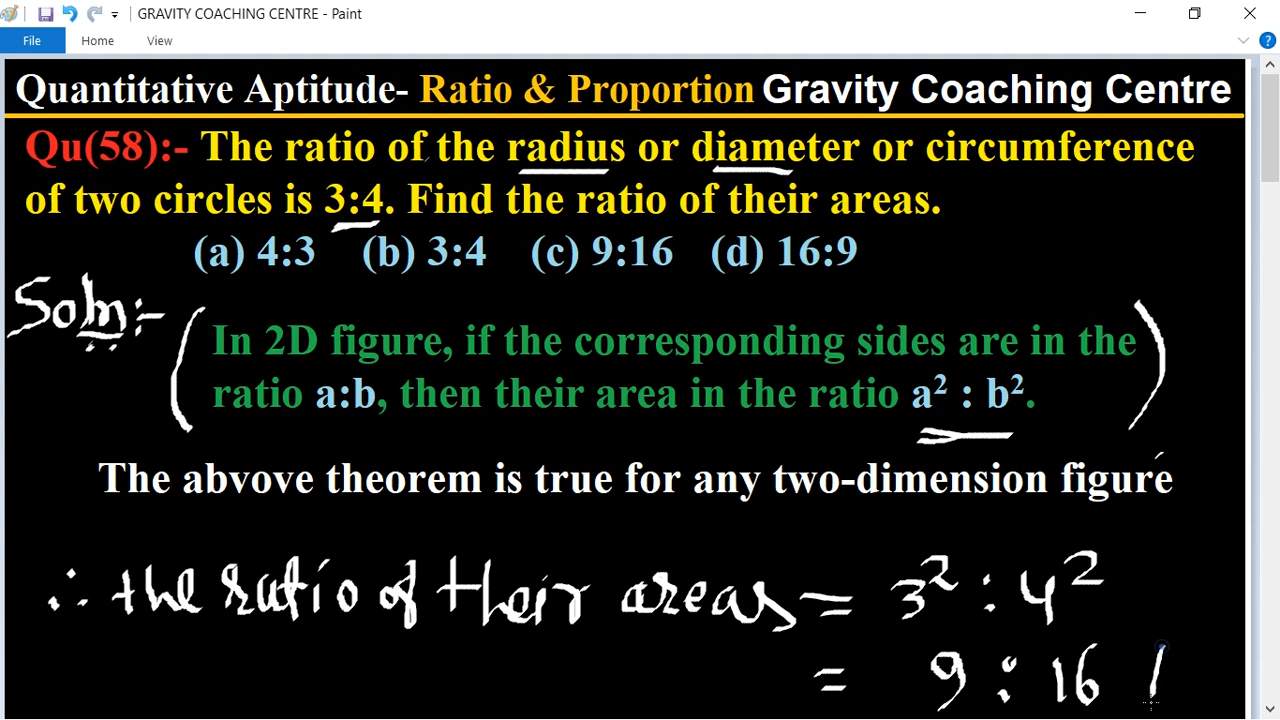 GRAVITY COACHING CENTRE - Paint
File Home View
Quantitative Aptitude- Ratio & Proportion Gravity Coaching Centre
Qu(58):- The ratio of the radius or diameter or circumference
of two circles is 3:4. Find the ratio of their areas.
(a) 4:3 (b) 3:4 (c) 9:16 (d) 16:9
Soln:-
In 2D figure, if the corresponding sides are in the
ratio a:b, then their area in the ratio a² : b².
The abvove theorem is true for any two-dimension figure
∴ the ratio of their areas = 3² : 4²
= 9 : 16